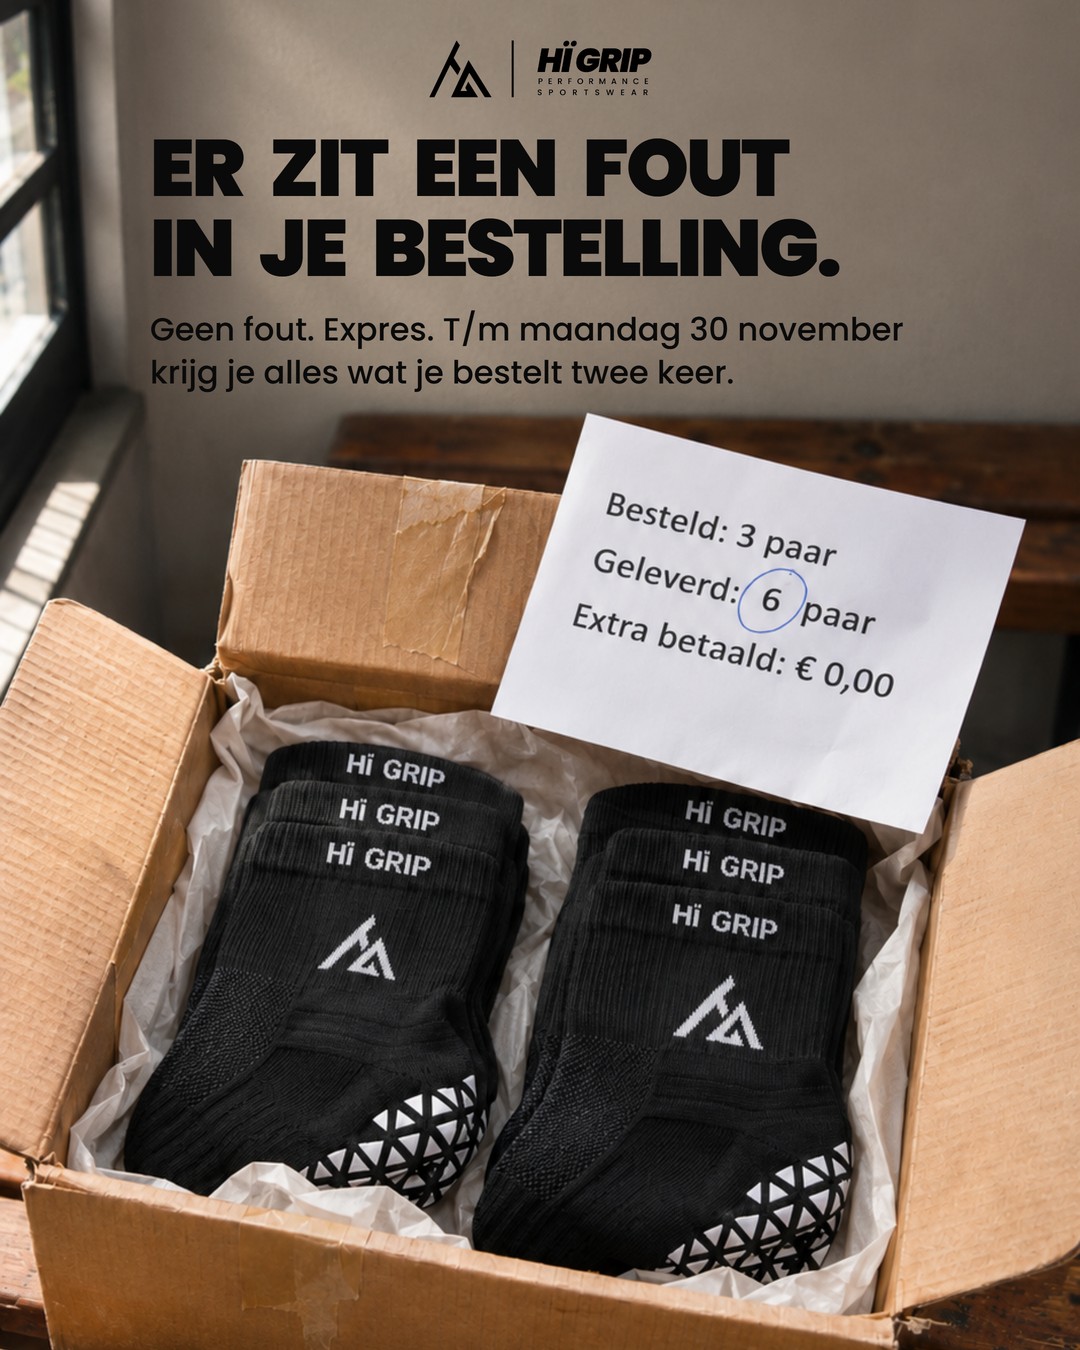 HÏ GRIP
PERFORMANCE
SPORTSWEAR
ER ZIT EEN FOUT
IN JE BESTELLING.
Geen fout. Expres. T/m maandag 30 november
krijg je alles wat je bestelt twee keer.
Besteld: 3 paar
Geleverd: 6 paar
Extra betaald: € 0,00
HÏ GRIP
HÏ GRIP
HÏ GRIP
HÏ GRIP
HÏ GRIP
HÏ GRIP